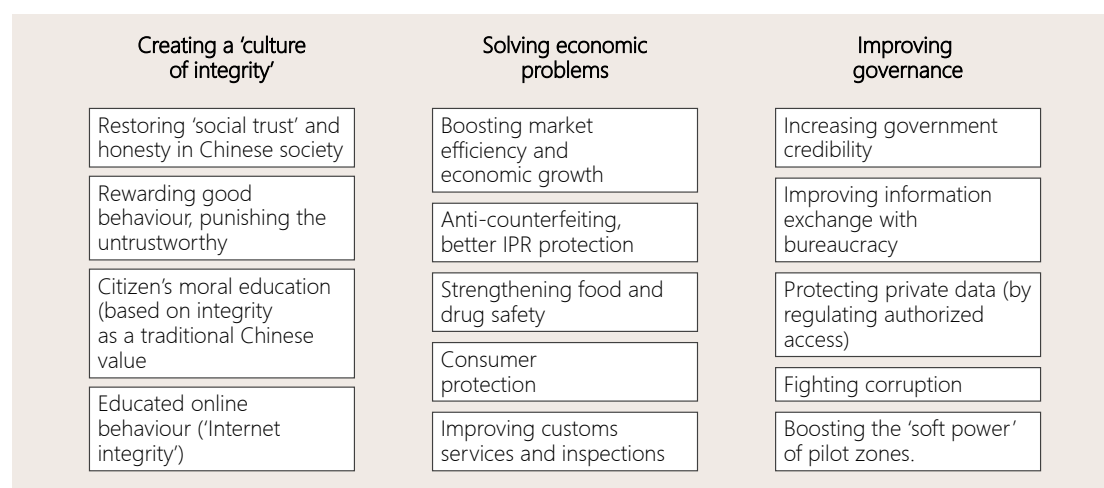 Creating a ‘culture
of integrity’
Restoring ‘social trust’ and
honesty in Chinese society
Rewarding good
behaviour, punishing the
untrustworthy
Citizen’s moral education
(based on integrity
as a traditional Chinese
value
Educated online
behaviour (‘Internet
integrity’)
Solving economic
problems
Boosting market
efficiency and
economic growth
Anti-counterfeiting,
better IPR protection
Strengthening food and
drug safety
Consumer
protection
Improving customs
services and inspections
Improving
governance
Increasing government
credibility
Improving information
exchange with
bureaucracy
Protecting private data (by
regulating authorized
access)
Fighting corruption
Boosting the ‘soft power’
of pilot zones.